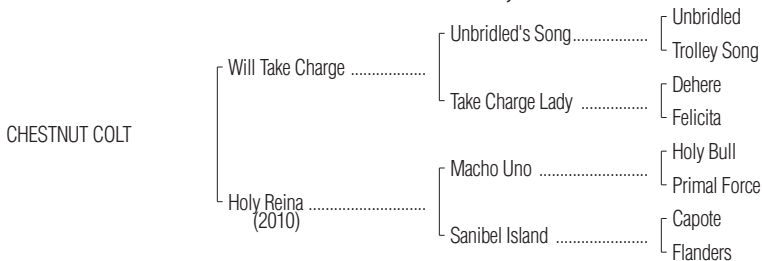 Unbridled
Unbridled's Song..................
Trolley Song
Will Take Charge ..................
Dehere
Take Charge Lady ................
Felicita
CHESTNUT COLT
Holy Bull
Macho Uno ..........................
Primal Force
Holy Reina .............................
(2010)
Capote
Sanibel Island ......................
Flanders